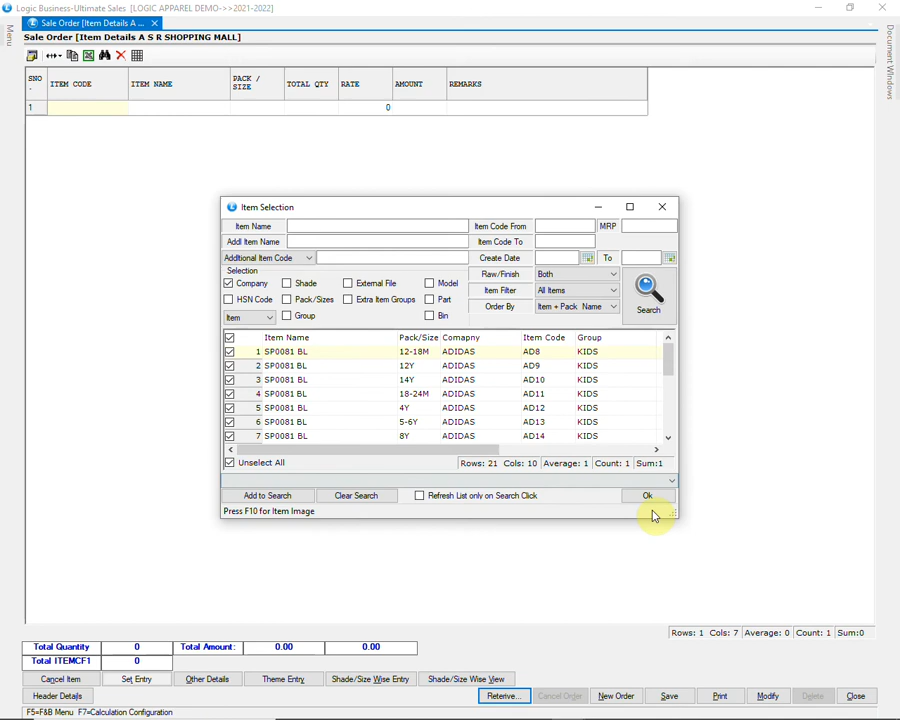 Logic Business-Ultimate Sales [LOGIC APPAREL DEMO->>2021-2022]
Menu
Sale Order [Item Details A ...
Document Windows
Sale Order [Item Details A S R SHOPPING MALL]
SNO. ITEM CODE ITEM NAME PACK / SIZE TOTAL QTY RATE AMOUNT REMARKS
1 0
Item Selection
Item Name Item Code From MRP
Addl Item Name Item Code To
Addtional Item Code Create Date To
Selection Raw/Finish Both
Company Shade External File Model
Item Filter All Items
HSN Code Pack/Sizes Extra Item Groups Part
Order By Item + Pack Name
Search
Item Group Bin
Item Name Pack/Size Comapny Item Code Group
1 SP0081 BL 12-18M ADIDAS AD8 KIDS
2 SP0081 BL 12Y ADIDAS AD9 KIDS
3 SP0081 BL 14Y ADIDAS AD10 KIDS
4 SP0081 BL 18-24M ADIDAS AD11 KIDS
5 SP0081 BL 4Y ADIDAS AD12 KIDS
6 SP0081 BL 5-6Y ADIDAS AD13 KIDS
7 SP0081 BL 8Y ADIDAS AD14 KIDS
Unselect All Rows: 21 Cols: 10 Average: 1 Count: 1 Sum:1
Add to Search Clear Search Refresh List only on Search Click Ok
Press F10 for Item Image
Rows: 1 Cols: 7 Average: 0 Count: 1 Sum:0
Total Quantity 0 Total Amount: 0.00 0.00
Total ITEMCF1 0
Cancel Item Set Entry Other Details Theme Entry Shade/Size Wise Entry Shade/Size Wise View
Header Details Reterive... Cancel Order New Order Save Print Modify Delete Close
F5=F&B Menu F7=Calculation Configuration